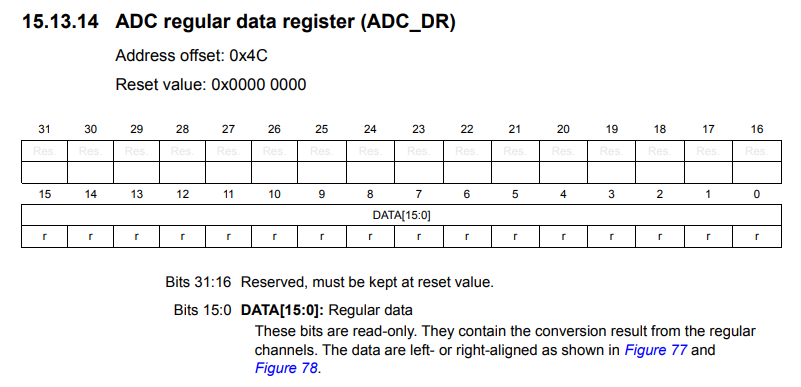 15.13.14 ADC regular data register (ADC_DR)
Address offset: 0x4C
Reset value: 0x0000 0000
31 30 29 28 27 26 25 24 23 22 21 20 19 18 17 16
Res. Res. Res. Res. Res. Res. Res. Res. Res. Res. Res. Res. Res. Res. Res. Res.
15 14 13 12 11 10 9 8 7 6 5 4 3 2 1 0
DATA[15:0]
r r r r r r r r r r r r r r r r
Bits 31:16 Reserved, must be kept at reset value.
Bits 15:0 DATA[15:0]: Regular data
These bits are read-only. They contain the conversion result from the regular
channels. The data are left- or right-aligned as shown in Figure 77 and
Figure 78.